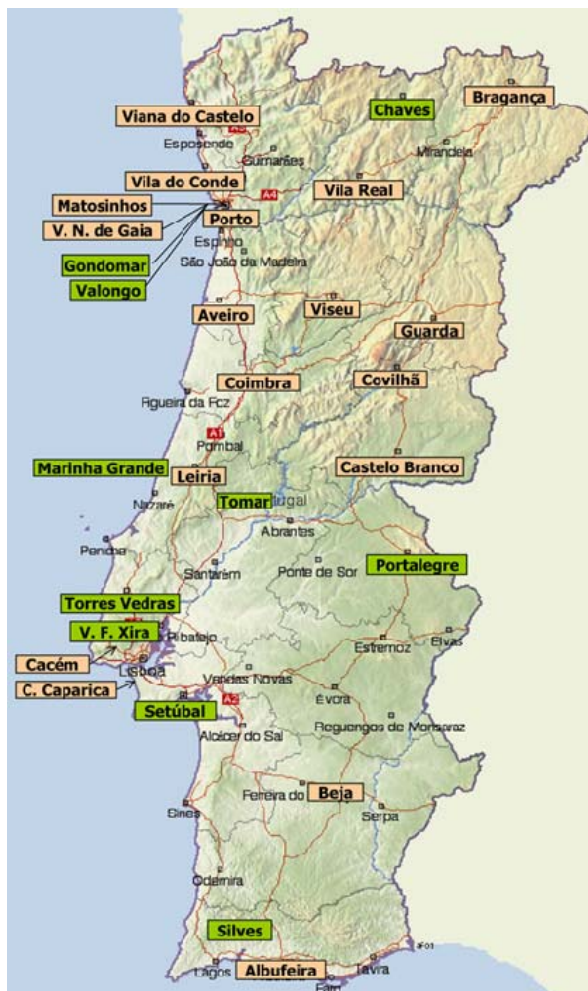 Bragança
Chaves
Viana do Castelo
Esposende
Mirandela
Guimarães
Vila do Conde
Vila Real
A4
Matosinhos
Porto
V. N. de Gaia
Espinho
São João da Madeira
Gondomar
Valongo
Viseu
Aveiro
Guarda
Covilhã
Coimbra
Figueira da Foz
A1
Pombal
Marinha Grande
Castelo Branco
Leiria
Nazaré
Tomar
Abrantes
Peniche
Portalegre
Santarém
Ponte de Sor
Torres Vedras
V. F. Xira
Ribatejo
Elvas
Estremoz
Cacém
Lisboa
C. Caparica
Vendas Novas
Évora
A2
Setúbal
Reguengos de Monsaraz
Alcácer do Sal
Ferreira do
Beja
Sines
Serpa
Odemira
Silves
Lagos
Albufeira
Tavira
Faro